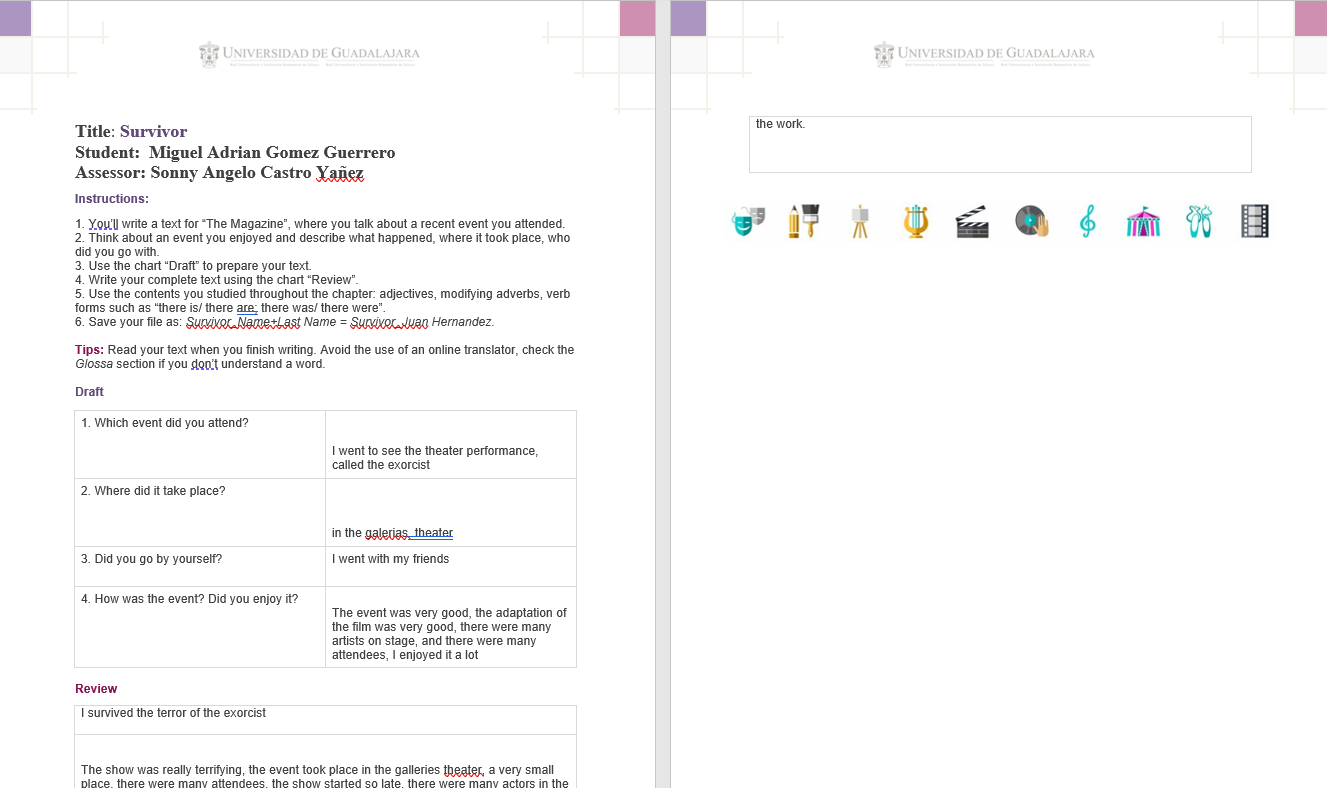 UNIVERSIDAD DE GUADALAJARA
Title: Survivor
Student: Miguel Adrian Gomez Guerrero
Assessor: Sonny Angelo Castro Yañez
Instructions:
1. You'll write a text for “The Magazine”, where you talk about a recent event you attended.
2. Think about an event you enjoyed and describe what happened, where it took place, who
did you go with.
3. Use the chart “Draft” to prepare your text.
4. Write your complete text using the chart “Review”.
5. Use the contents you studied throughout the chapter: adjectives, modifying adverbs, verb
forms such as “there is/ there are; there was/ there were”.
6. Save your file as: Survivor_Name+Last Name = Survivor_Juan Hernandez.
Tips: Read your text when you finish writing. Avoid the use of an online translator, check the
Glossa section if you don't understand a word.
Draft
1. Which event did you attend?
I went to see the theater performance,
called the exorcist
2. Where did it take place?
in the galerias, theater
3. Did you go by yourself?
I went with my friends
4. How was the event? Did you enjoy it?
The event was very good, the adaptation of
the film was very good, there were many
artists on stage, and there were many
attendees, I enjoyed it a lot
Review
I survived the terror of the exorcist
The show was really terrifying, the event took place in the galleries theater, a very small
place, there were many attendees, the show started so late, there were many actors in the
UNIVERSIDAD DE GUADALAJARA
the work.